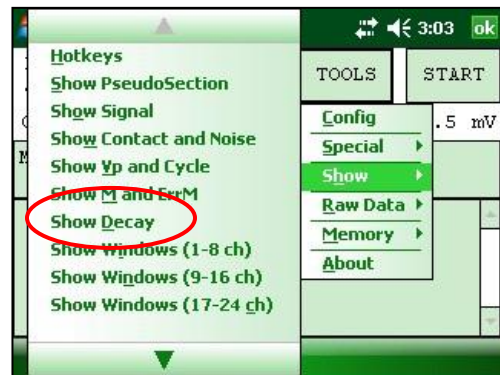 3:03 ok
Hotkeys
Show PseudoSection
Show Signal
Show Contact and Noise
Show Vp and Cycle
Show M and ErrM
Show Decay
Show Windows (1-8 ch)
Show Windows (9-16 ch)
Show Windows (17-24 ch)
TOOLS
START
.5 mV
Config
Special
Show
Raw Data
Memory
About